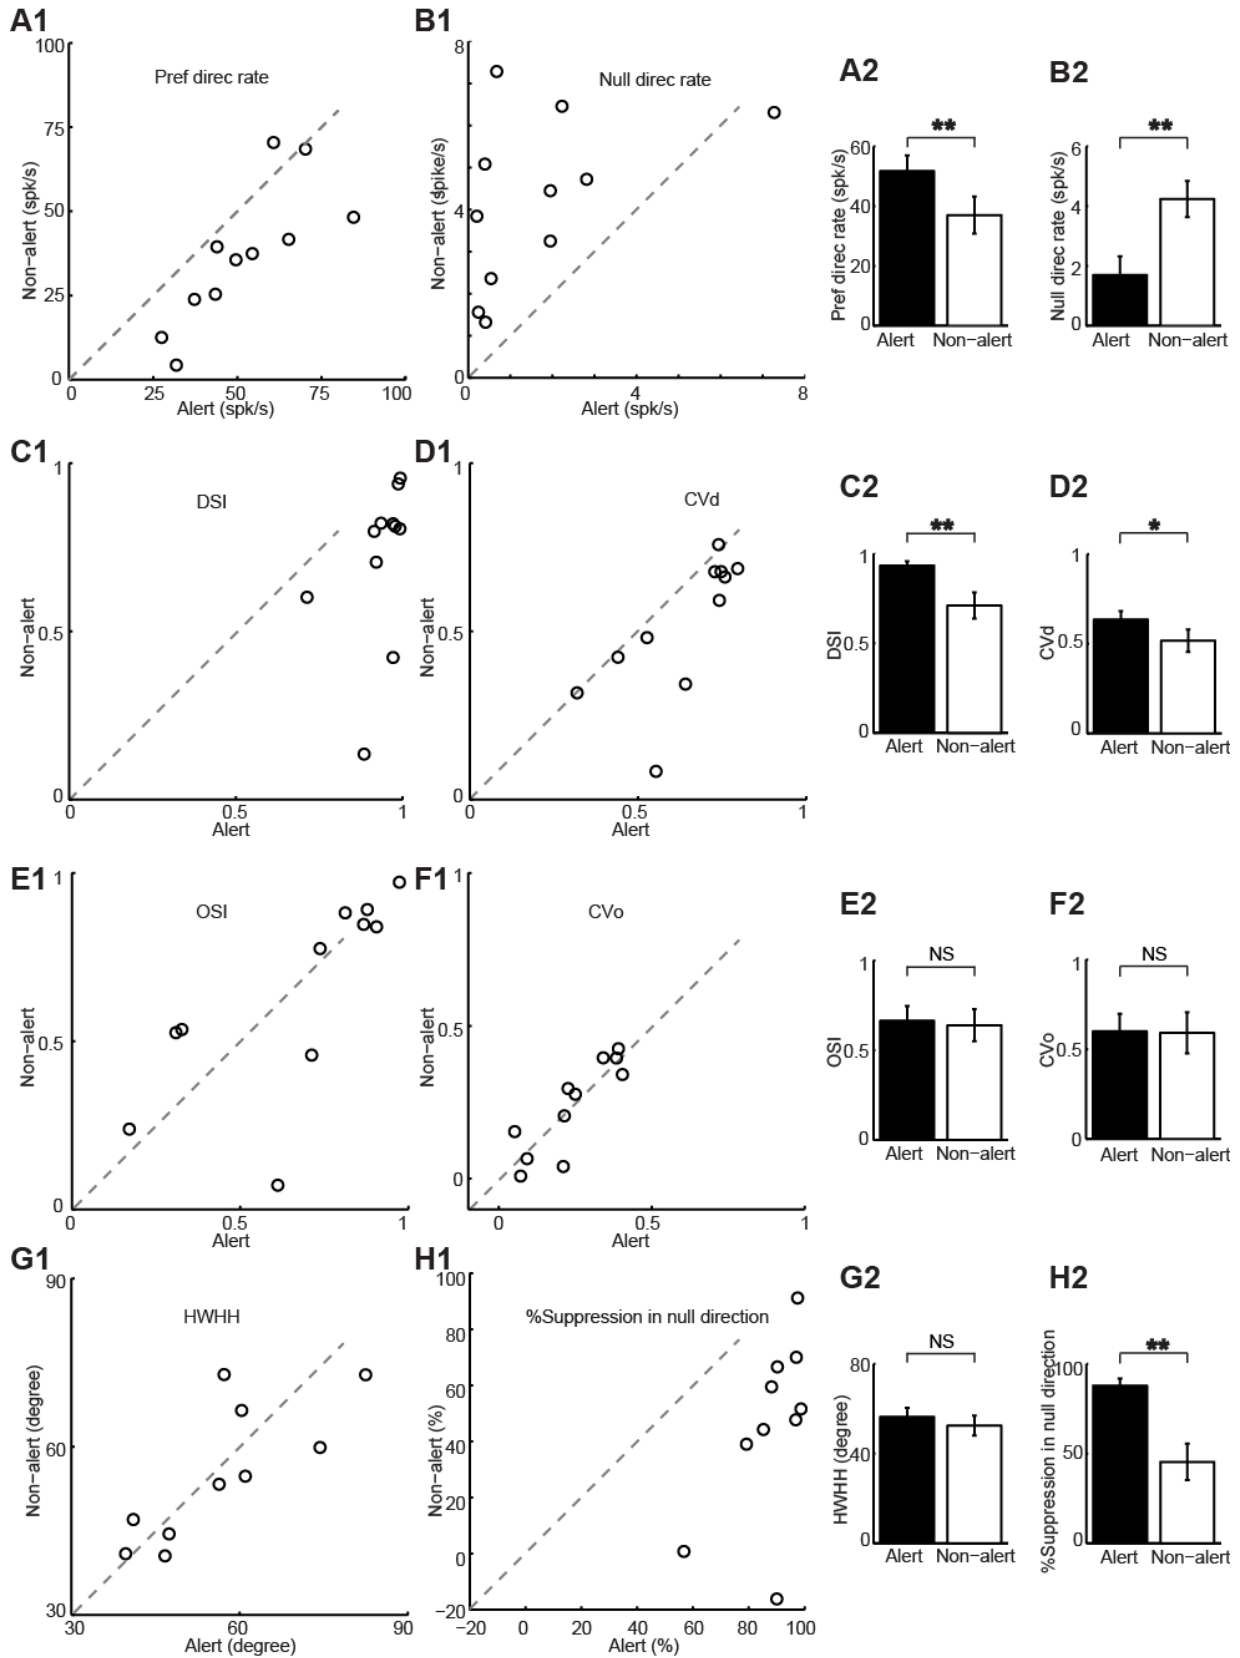 A1
Pref direc rate
100
75
50
25
0
0 25 50 75 100
Non−alert (spk/s)
Alert (spk/s)
B1
Null direc rate
8
4
0
0 4 8
Non−alert (spike/s)
Alert (spk/s)
A2
**
60
40
20
0
Pref direc rate (spk/s)
Alert Non−alert
B2
**
6
4
2
0
Null direc rate (spk/s)
Alert Non−alert
C1
DSI
1
0.5
0
0 0.5 1
Non−alert
Alert
D1
CVd
1
0.5
0
0 0.5 1
Non−alert
Alert
C2
**
1
0.5
0
DSI
Alert Non−alert
D2
*
1
0.5
0
CVd
Alert Non−alert
E1
OSI
1
0.5
0
0 0.5 1
Non−alert
Alert
F1
CVo
1
0.5
0
0 0.5 1
Non−alert
Alert
E2
NS
1
0.5
0
OSI
Alert Non−alert
F2
NS
1
0.5
0
CVo
Alert Non−alert
G1
HWHH
90
60
30
30 60 90
Non−alert (degree)
Alert (degree)
H1
%Suppression in null direction
100
80
60
40
20
0
−20
−20 0 20 40 60 80 100
Non−alert (%)
Alert (%)
G2
NS
80
40
0
HWHH (degree)
Alert Non−alert
H2
**
100
50
0
%Suppression in null direction
Alert Non−alert